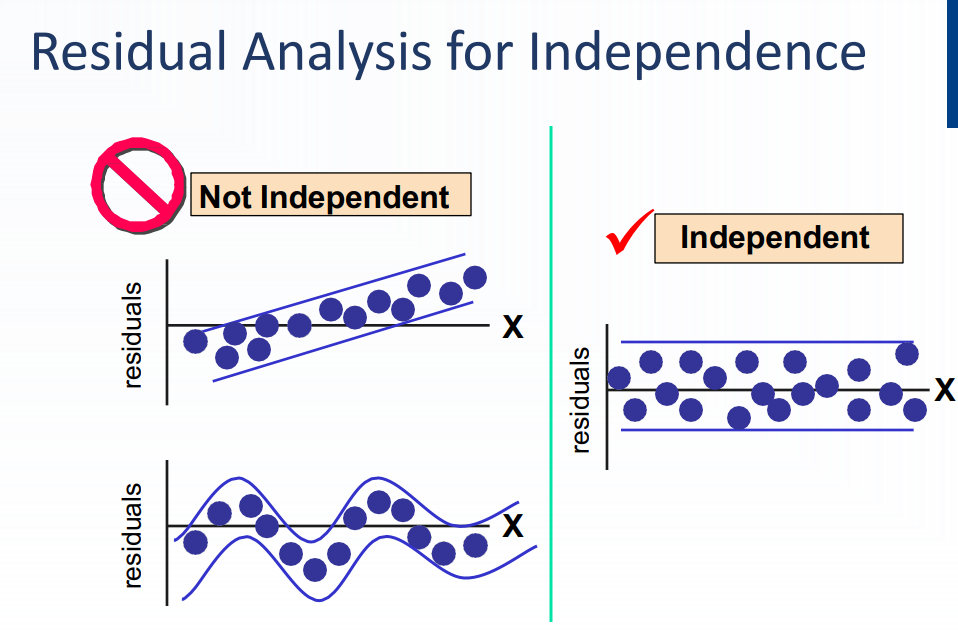 Residual Analysis for Independence
Not Independent
residuals
X
residuals
X
Independent
residuals
X